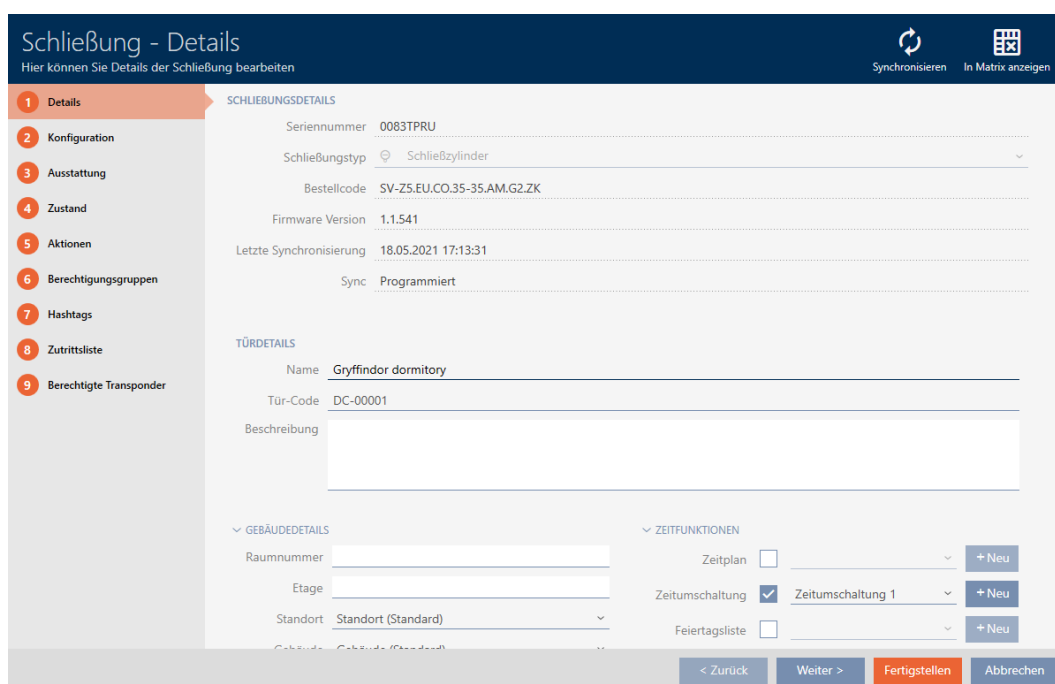 Schließung - Details
Hier können Sie Details der Schließung bearbeiten
Synchronisieren
In Matrix anzeigen
1 Details
2 Konfiguration
3 Ausstattung
4 Zustand
5 Aktionen
6 Berechtigungsgruppen
7 Hashtags
8 Zutrittsliste
9 Berechtigte Transponder
SCHLIEßUNGSDETAILS
Seriennummer 0083TPRU
Schließungstyp Schließzylinder
Bestellcode SV-Z5.EU.CO.35-35.AM.G2.ZK
Firmware Version 1.1.541
Letzte Synchronisierung 18.05.2021 17:13:31
Sync Programmiert
TÜRDETAILS
Name Gryffindor dormitory
Tür-Code DC-00001
Beschreibung
GEBÄUDEDETAILS
Raumnummer
Etage
Standort Standort (Standard)
Gebäude Gebäude (Standard)
ZEITFUNKTIONEN
Zeitplan + Neu
Zeitumschaltung Zeitumschaltung 1 + Neu
Feiertagsliste + Neu
< Zurück
Weiter >
Fertigstellen
Abbrechen